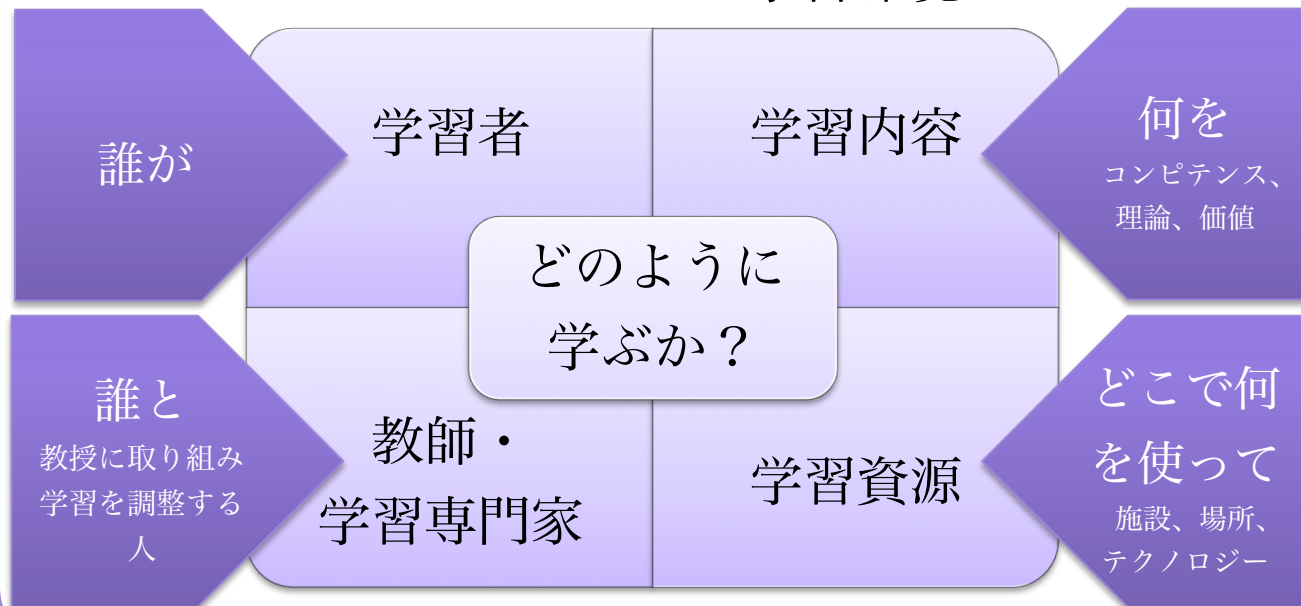 誰が
学習者
学習内容
何を
コンピテンス、
理論、価値
どのように
学ぶか？
誰と
教授に取り組み
学習を調整する
人
教師・
学習専門家
学習資源
どこで何
を使って
施設、場所、
テクノロジー